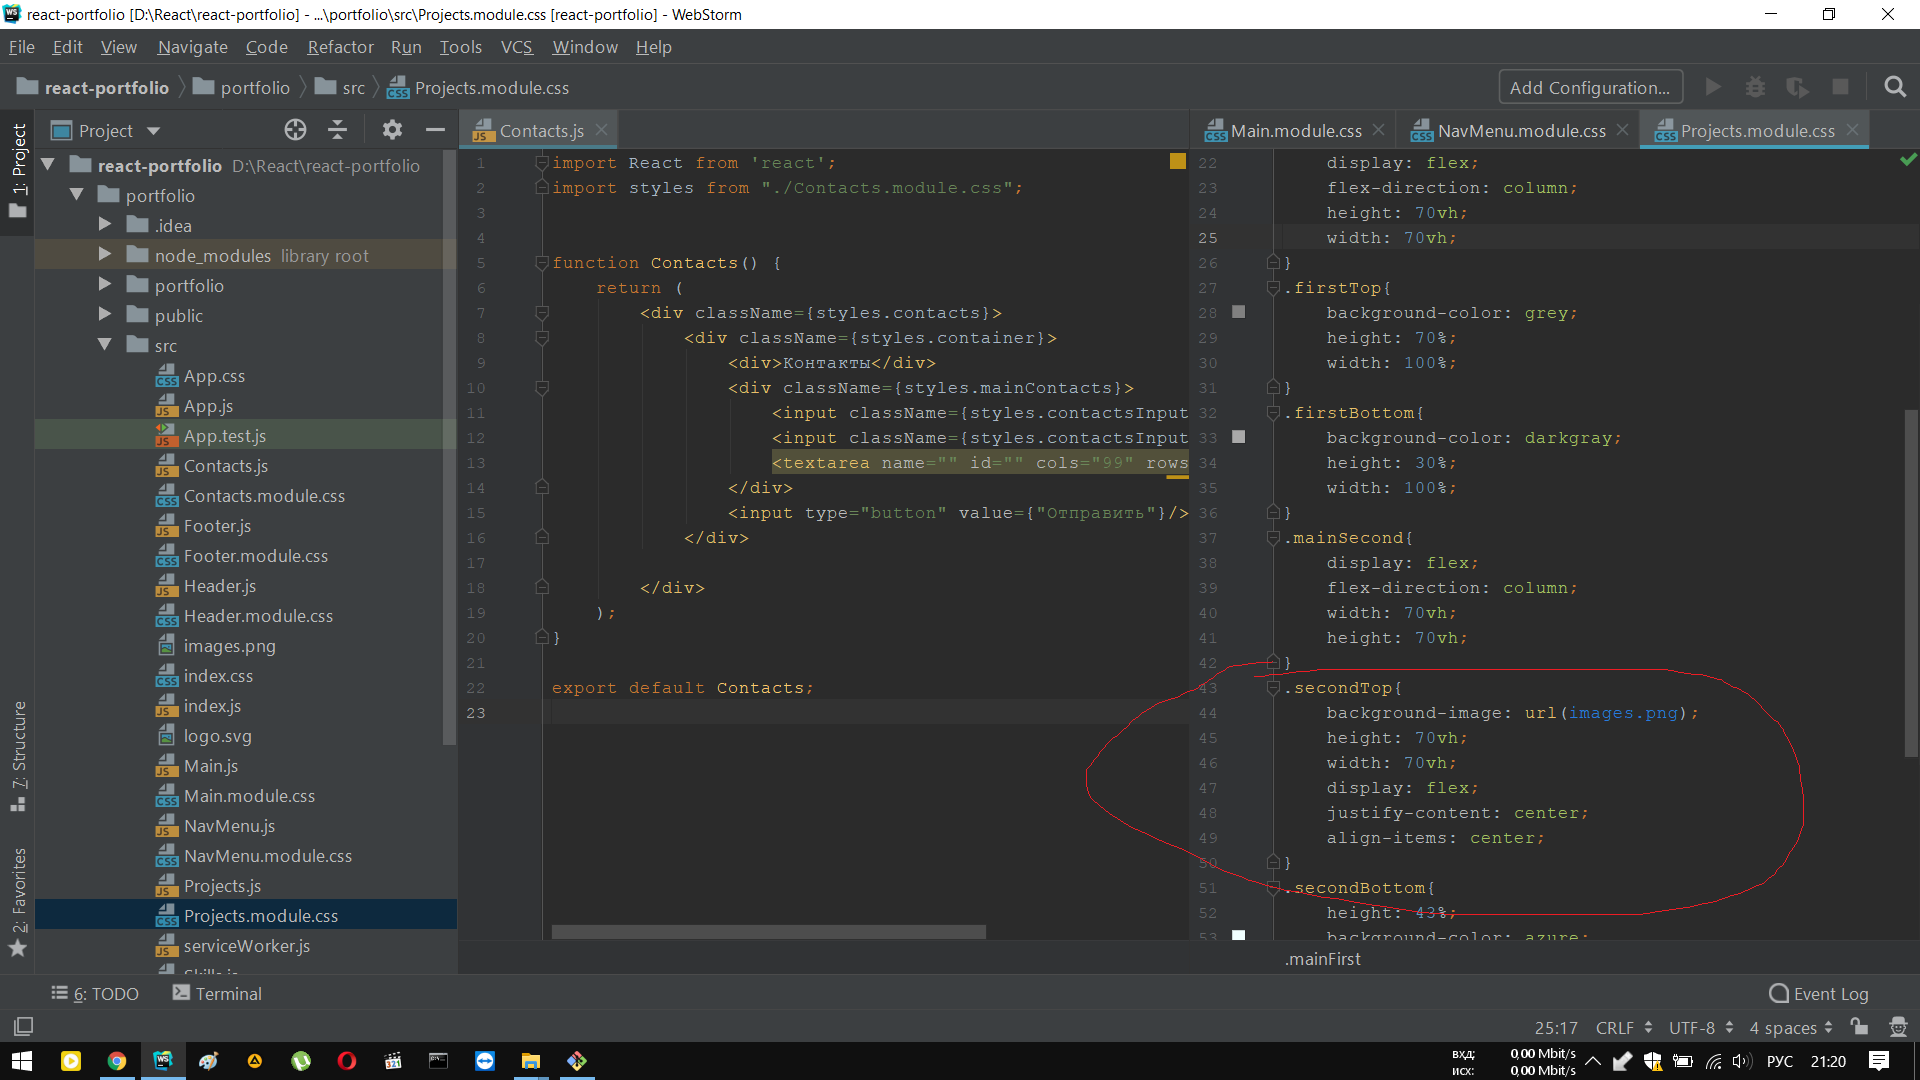 react-portfolio [D:\React\react-portfolio] - ...\portfolio\src\Projects.module.css [react-portfolio] - WebStorm
File Edit View Navigate Code Refactor Run Tools VCS Window Help
react-portfolio portfolio src Projects.module.css Add Configuration...
1: Project
7: Structure
2: Favorites
Project
react-portfolio D:\React\react-portfolio
portfolio
.idea
node_modules library root
portfolio
public
src
App.css
App.js
App.test.js
Contacts.js
Contacts.module.css
Footer.js
Footer.module.css
Header.js
Header.module.css
images.png
index.css
index.js
logo.svg
Main.js
Main.module.css
NavMenu.js
NavMenu.module.css
Projects.js
Projects.module.css
serviceWorker.js
Contacts.js
1 import React from 'react';
2 import styles from "./Contacts.module.css";
3
4
5 function Contacts() {
6 return (
7 <div className={styles.contacts}>
8 <div className={styles.container}>
9 <div>Контакты</div>
10 <div className={styles.mainContacts}>
11 <input className={styles.contactsInput
12 <input className={styles.contactsInput
13 <textarea name="" id="" cols="99" rows
14 </div>
15 <input type="button" value={"Отправить"}/>
16 </div>
17
18 </div>
19 );
20 }
21
22 export default Contacts;
23
Main.module.css NavMenu.module.css Projects.module.css
22 display: flex;
23 flex-direction: column;
24 height: 70vh;
25 width: 70vh;
26 }
27 .firstTop{
28 background-color: grey;
29 height: 70%;
30 width: 100%;
31 }
32 .firstBottom{
33 background-color: darkgray;
34 height: 30%;
35 width: 100%;
36 }
37 .mainSecond{
38 display: flex;
39 flex-direction: column;
40 width: 70vh;
41 height: 70vh;
42 }
43 .secondTop{
44 background-image: url(images.png);
45 height: 70vh;
46 width: 70vh;
47 display: flex;
48 justify-content: center;
49 align-items: center;
50 }
51 .secondBottom{
52 height: 43%;
53 background-color: azure;
.mainFirst
6: TODO Terminal Event Log
25:17 CRLF UTF-8 4 spaces
вхд: 0,00 Mbit/s
исх: 0,00 Mbit/s
РУС 21:20